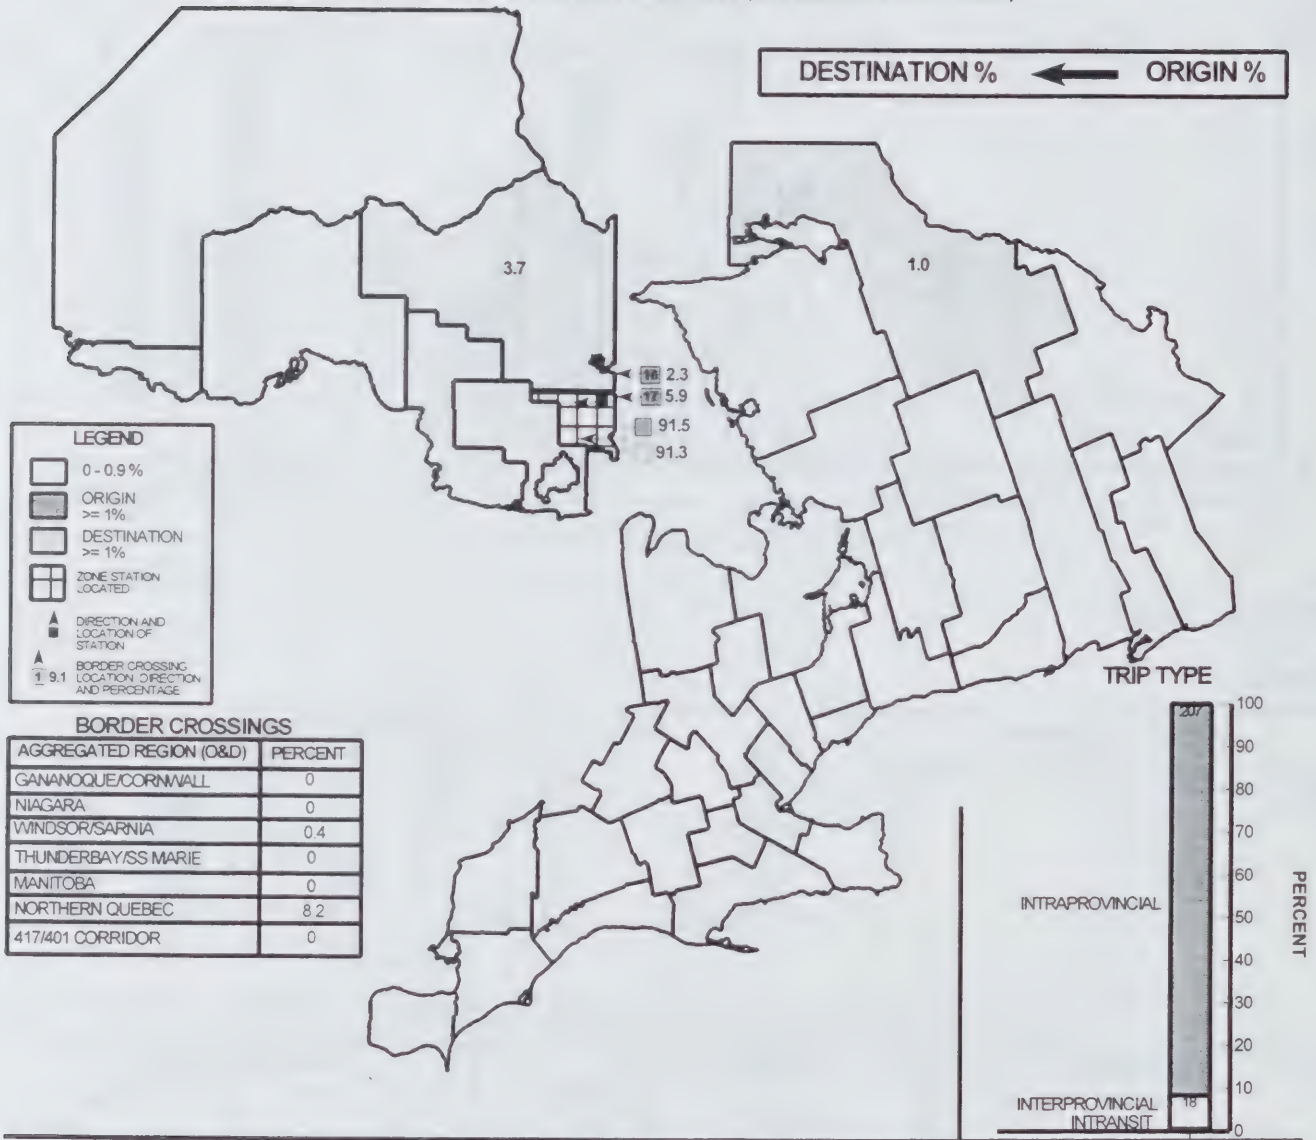 DESTINATION % ORIGIN %
3.7
1.0
16 2.3
17 5.9
91.5
91.3
LEGEND
0 - 0.9 %
ORIGIN
>= 1%
DESTINATION
>= 1%
ZONE STATION
LOCATED
DIRECTION AND
LOCATION OF
STATION
1 9.1 BORDER CROSSING
LOCATION, DIRECTION
AND PERCENTAGE
BORDER CROSSINGS
AGGREGATED REGION (O&D) PERCENT
GANANOQUE/CORNWALL 0
NIAGARA 0
WINDSOR/SARNIA 0.4
THUNDERBAY/SS MARIE 0
MANITOBA 0
NORTHERN QUEBEC 8.2
417/401 CORRIDOR 0
TRIP TYPE
207
100
90
80
70
60
50
40
30
20
10
0
PERCENT
INTRAPROVINCIAL
INTERPROVINCIAL
INTRANSIT
18